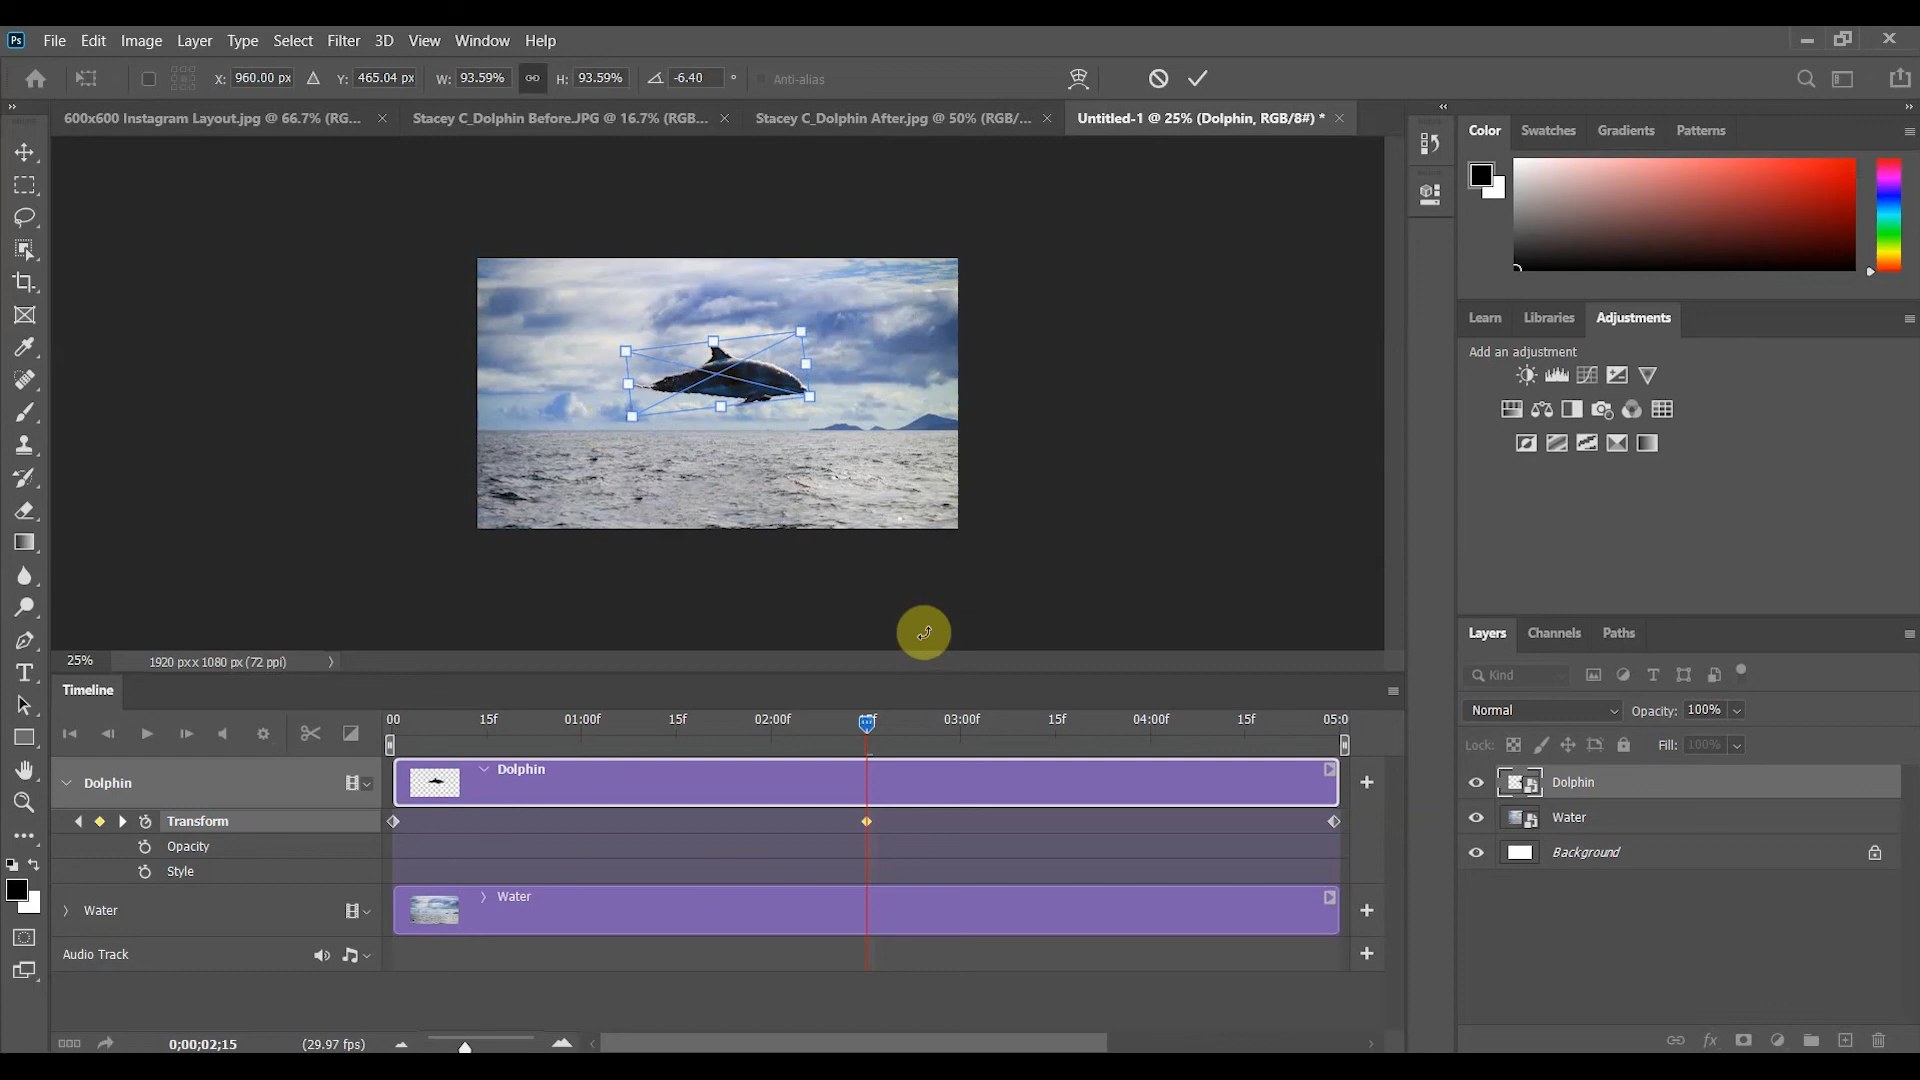 Ps File Edit Image Layer Type Select Filter 3D View Window Help
X: 960.00 px Y: 465.04 px W: 93.59% H: 93.59% -6.40 ° Anti-alias
600x600 Instagram Layout.jpg @ 66.7% (RG... Stacey C_Dolphin Before.JPG @ 16.7% (RGB... Stacey C_Dolphin After.jpg @ 50% (RGB/... Untitled-1 @ 25% (Dolphin, RGB/8#) *
Color Swatches Gradients Patterns
Learn Libraries Adjustments
Add an adjustment
Layers Channels Paths
Kind
Normal Opacity: 100%
Lock: Fill: 100%
Dolphin
Water
Background
fx
25% 1920 px x 1080 px (72 ppi)
Timeline
00 15f 01:00f 15f 02:00f 03:00f 15f 04:00f 15f 05:0
Dolphin Dolphin
Transform
Opacity
Style
Water Water
Audio Track
0;00;02;15 (29.97 fps)